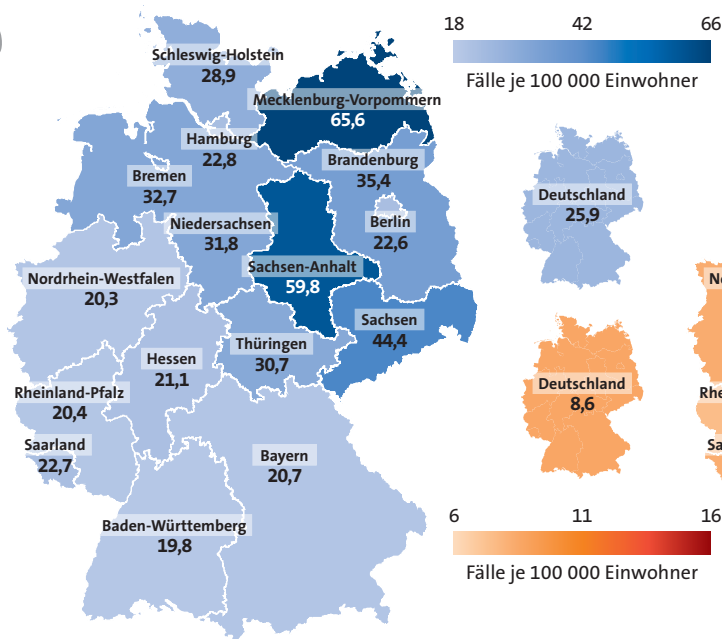 18 42 66
Fälle je 100 000 Einwohner
Schleswig-Holstein
28,9
Mecklenburg-Vorpommern
65,6
Hamburg
22,8
Brandenburg
35,4
Bremen
32,7
Niedersachsen
31,8
Berlin
22,6
Sachsen-Anhalt
59,8
Nordrhein-Westfalen
20,3
Sachsen
44,4
Thüringen
30,7
Hessen
21,1
Rheinland-Pfalz
20,4
Saarland
22,7
Bayern
20,7
Baden-Württemberg
19,8
Deutschland
25,9
Deutschland
8,6
No
Rhe
Sa
6 11 16
Fälle je 100 000 Einwohner